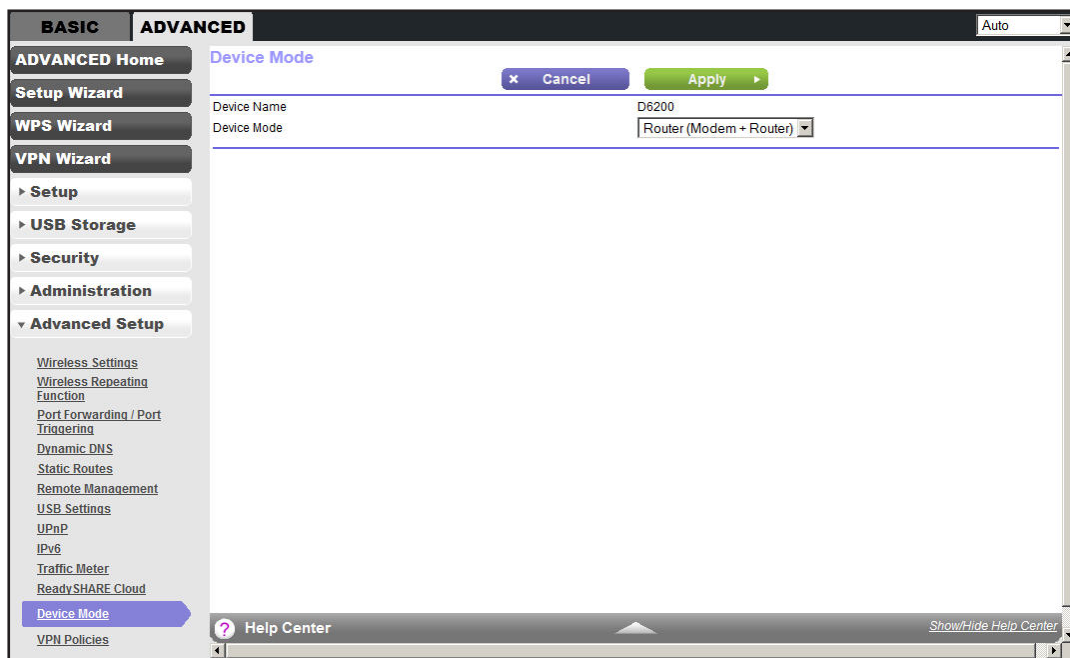 BASIC
ADVANCED
Auto
ADVANCED Home
Setup Wizard
WPS Wizard
VPN Wizard
Setup
USB Storage
Security
Administration
Advanced Setup
Wireless Settings
Wireless Repeating
Function
Port Forwarding / Port
Triggering
Dynamic DNS
Static Routes
Remote Management
USB Settings
UPnP
IPv6
Traffic Meter
ReadySHARE Cloud
Device Mode
VPN Policies
Device Mode
Cancel
Apply
Device Name D6200
Device Mode Router (Modem + Router)
? Help Center
Show/Hide Help Center